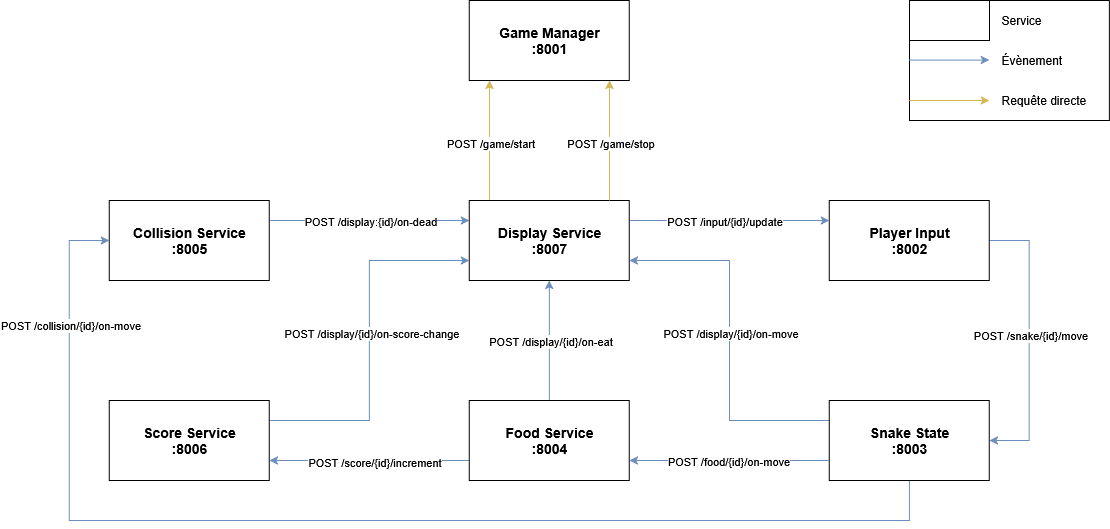 Game Manager
:8001
Service
Évènement
Requête directe
POST /game/start
POST /game/stop
Collision Service
:8005
POST /display:{id}/on-dead
Display Service
:8007
POST /input/{id}/update
Player Input
:8002
POST /collision/{id}/on-move
POST /display/{id}/on-score-change
POST /display/{id}/on-eat
POST /display/{id}/on-move
POST /snake/{id}/move
Score Service
:8006
POST /score/{id}/increment
Food Service
:8004
POST /food/{id}/on-move
Snake State
:8003